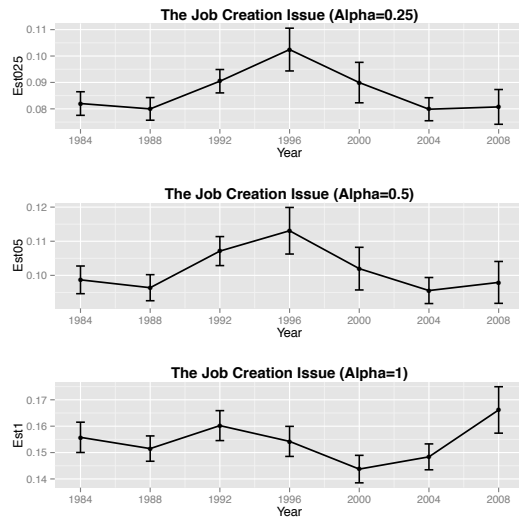 The Job Creation Issue (Alpha=0.25)
Est025
0.11
0.10
0.09
0.08
1984 1988 1992 1996 2000 2004 2008
Year
The Job Creation Issue (Alpha=0.5)
Est05
0.12
0.11
0.10
1984 1988 1992 1996 2000 2004 2008
Year
The Job Creation Issue (Alpha=1)
Est1
0.17
0.16
0.15
0.14
1984 1988 1992 1996 2000 2004 2008
Year